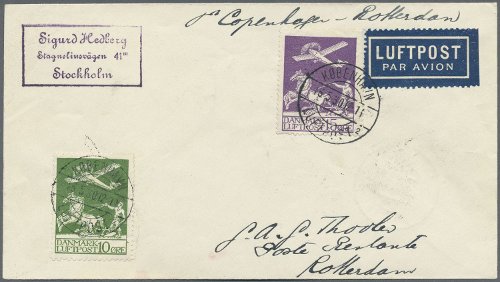 pr Copenhagen - Rotterdam
Sigurd Hedberg
Stagneliusvägen 41
Stockholm
LUFTPOST
PAR AVION
KØBENHAVN
DANMARK
LUFTPOST
DANMARK
LUFTPOST 10 ØRE
Poste Restante
Rotterdam